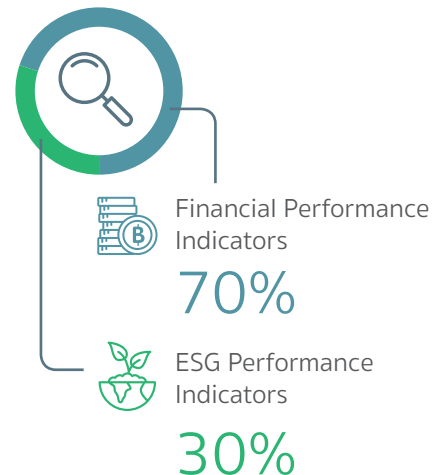 Financial Performance
Indicators
70%
ESG Performance
Indicators
30%